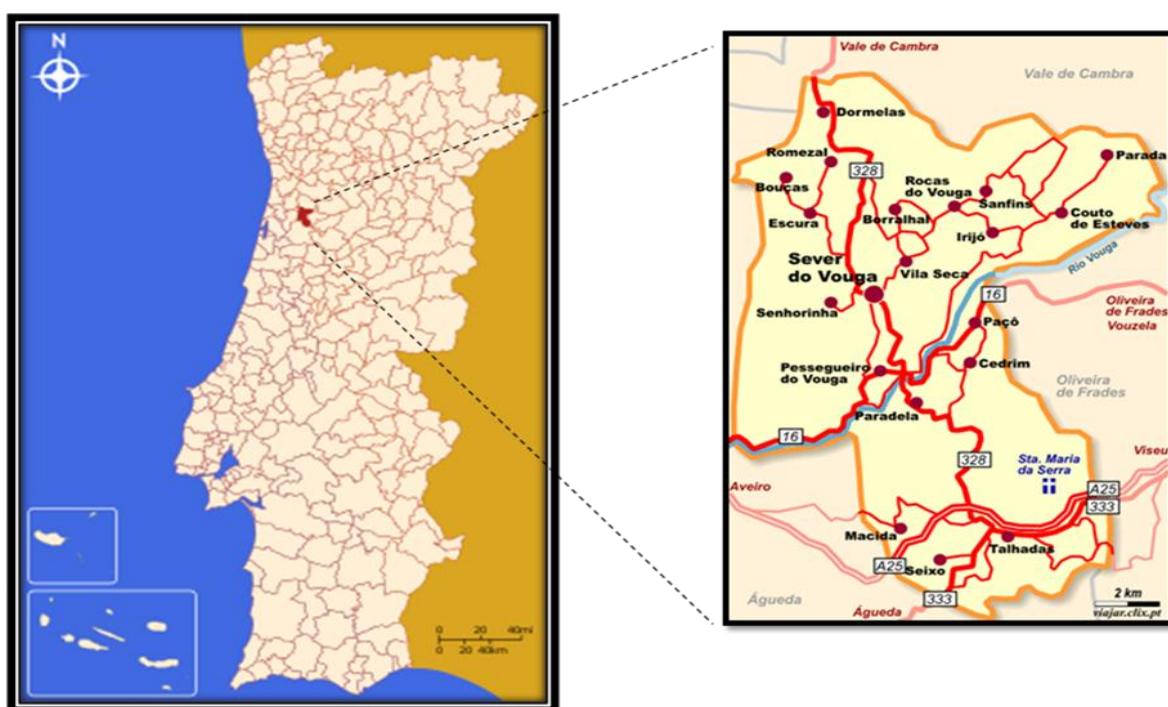 N
0 20 40mi
0 20 40km
Vale de Cambra
Vale de Cambra
Dormelas
Romezal
328
Parada
Bouças
Rocas
do Vouga
Sanfins
Escura
Borralhal
Couto
de Esteves
Irijó
Sever
do Vouga
Vila Seca
Rio Vouga
16
Senhorinha
Oliveira
de Frades
Vouzela
Paçô
Pessegueiro
do Vouga
Cedrim
Oliveira
de Frades
Paradela
16
328
Sta. Maria
da Serra
Viseu
Aveiro
A25
333
Macida
Talhadas
A25
Seixo
333
Águeda
Águeda
2 km
viajar.clix.pt